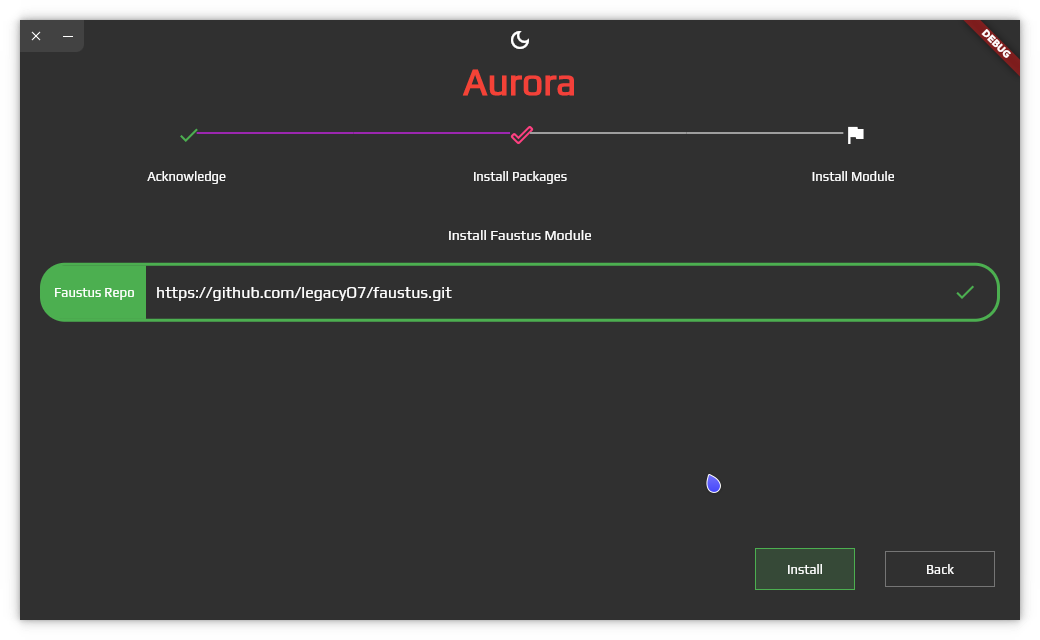 DEBUG
Aurora
Acknowledge
Install Packages
Install Module
Install Faustus Module
Faustus Repo
https://github.com/legacy07/faustus.git
Install
Back